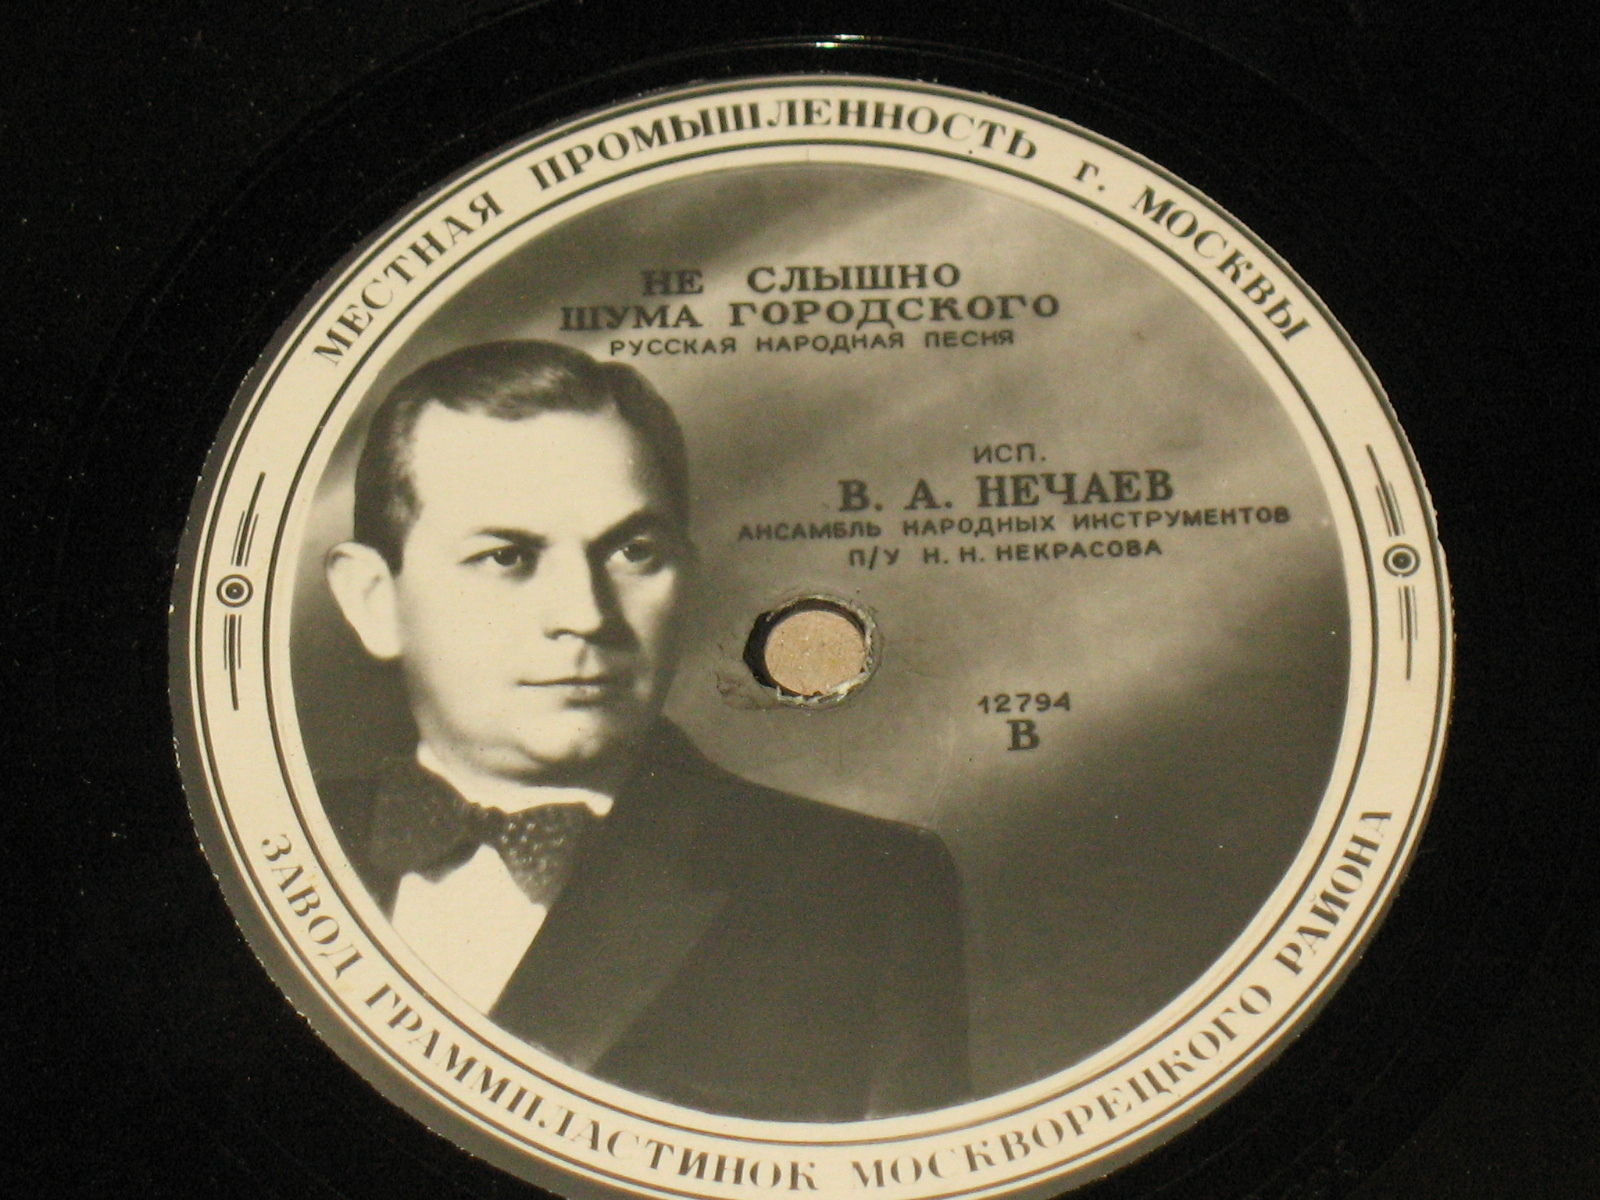 МЕСТНАЯ ПРОМЫШЛЕННОСТЬ г. МОСКВЫ
НЕ СЛЫШНО
ШУМА ГОРОДСКОГО
РУССКАЯ НАРОДНАЯ ПЕСНЯ
ИСП.
В. А. НЕЧАЕВ
АНСАМБЛЬ НАРОДНЫХ ИНСТРУМЕНТОВ
П/У Н. Н. НЕКРАСОВА
12794
В
ЗАВОД ГРАММПЛАСТИНОК МОСКВОРЕЦКОГО РАЙОНА